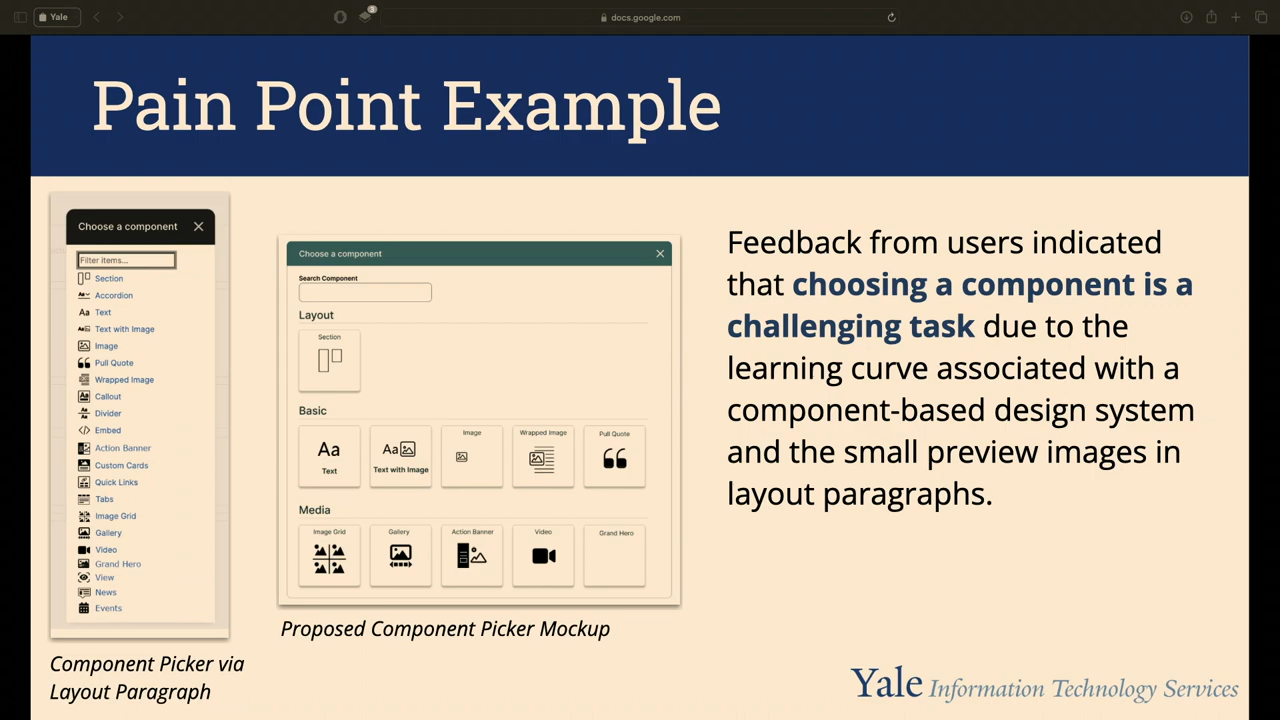 Yale
3
docs.google.com
Pain Point Example
Choose a component
Filter items...
Section
Accordion
Aa Text
Text with Image
Image
Pull Quote
Wrapped Image
Callout
Divider
Embed
Action Banner
Custom Cards
Quick Links
Tabs
Image Grid
Gallery
Video
Grand Hero
View
News
Events
Component Picker via
Layout Paragraph
Choose a component
Search Component
Layout
Section
Basic
Aa
Text
Aa
Text with Image
Image
Wrapped Image
Pull Quote
Media
Image Grid
Gallery
Action Banner
Video
Grand Hero
Proposed Component Picker Mockup
Feedback from users indicated
that choosing a component is a
challenging task due to the
learning curve associated with a
component-based design system
and the small preview images in
layout paragraphs.
Yale Information Technology Services